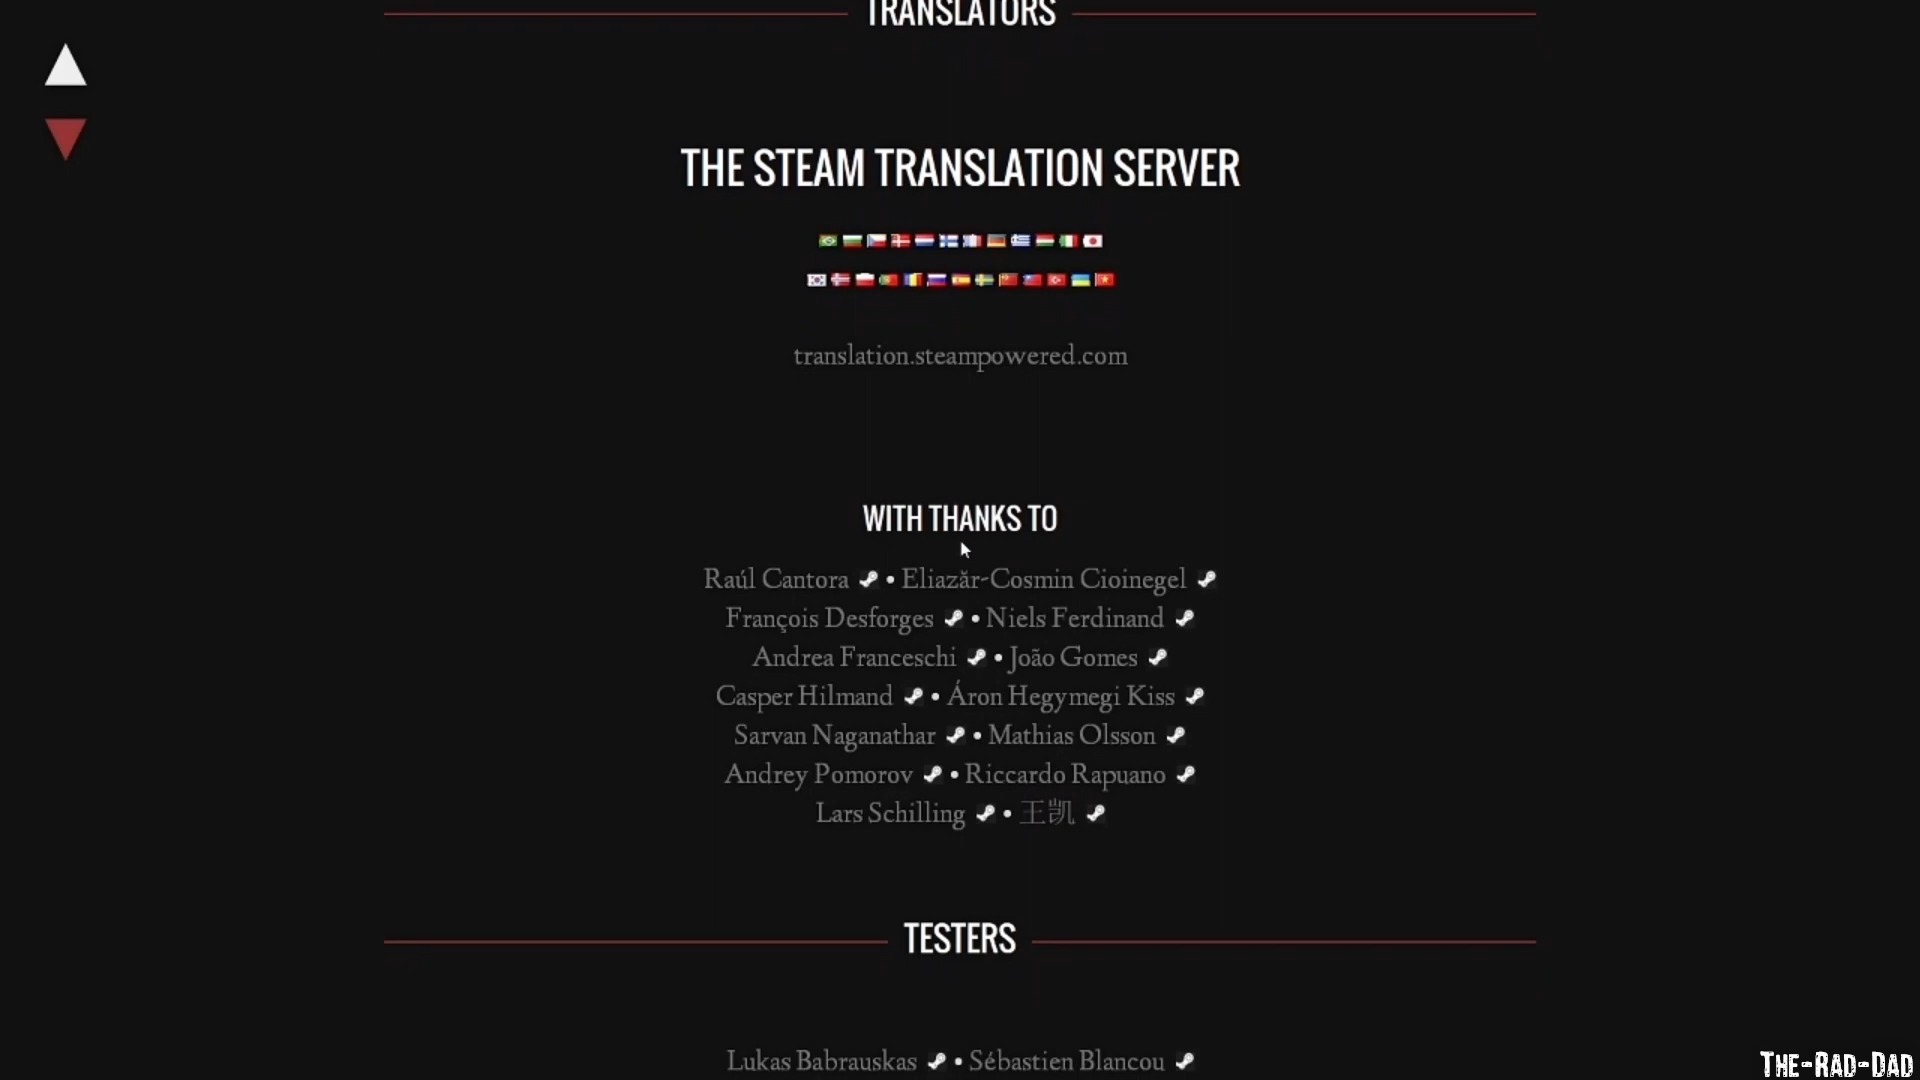 TRANSLATORS
THE STEAM TRANSLATION SERVER
translation.steampowered.com
WITH THANKS TO
Raúl Cantora • Eliazăr-Cosmin Cioinegel
François Desforges • Niels Ferdinand
Andrea Franceschi • João Gomes
Casper Hilmand • Áron Hegymegi Kiss
Sarvan Naganathar • Mathias Olsson
Andrey Pomorov • Riccardo Rapuano
Lars Schilling • 王凯
TESTERS
Lukas Babrauskas • Sébastien Blancou
THE-RAD-DAD